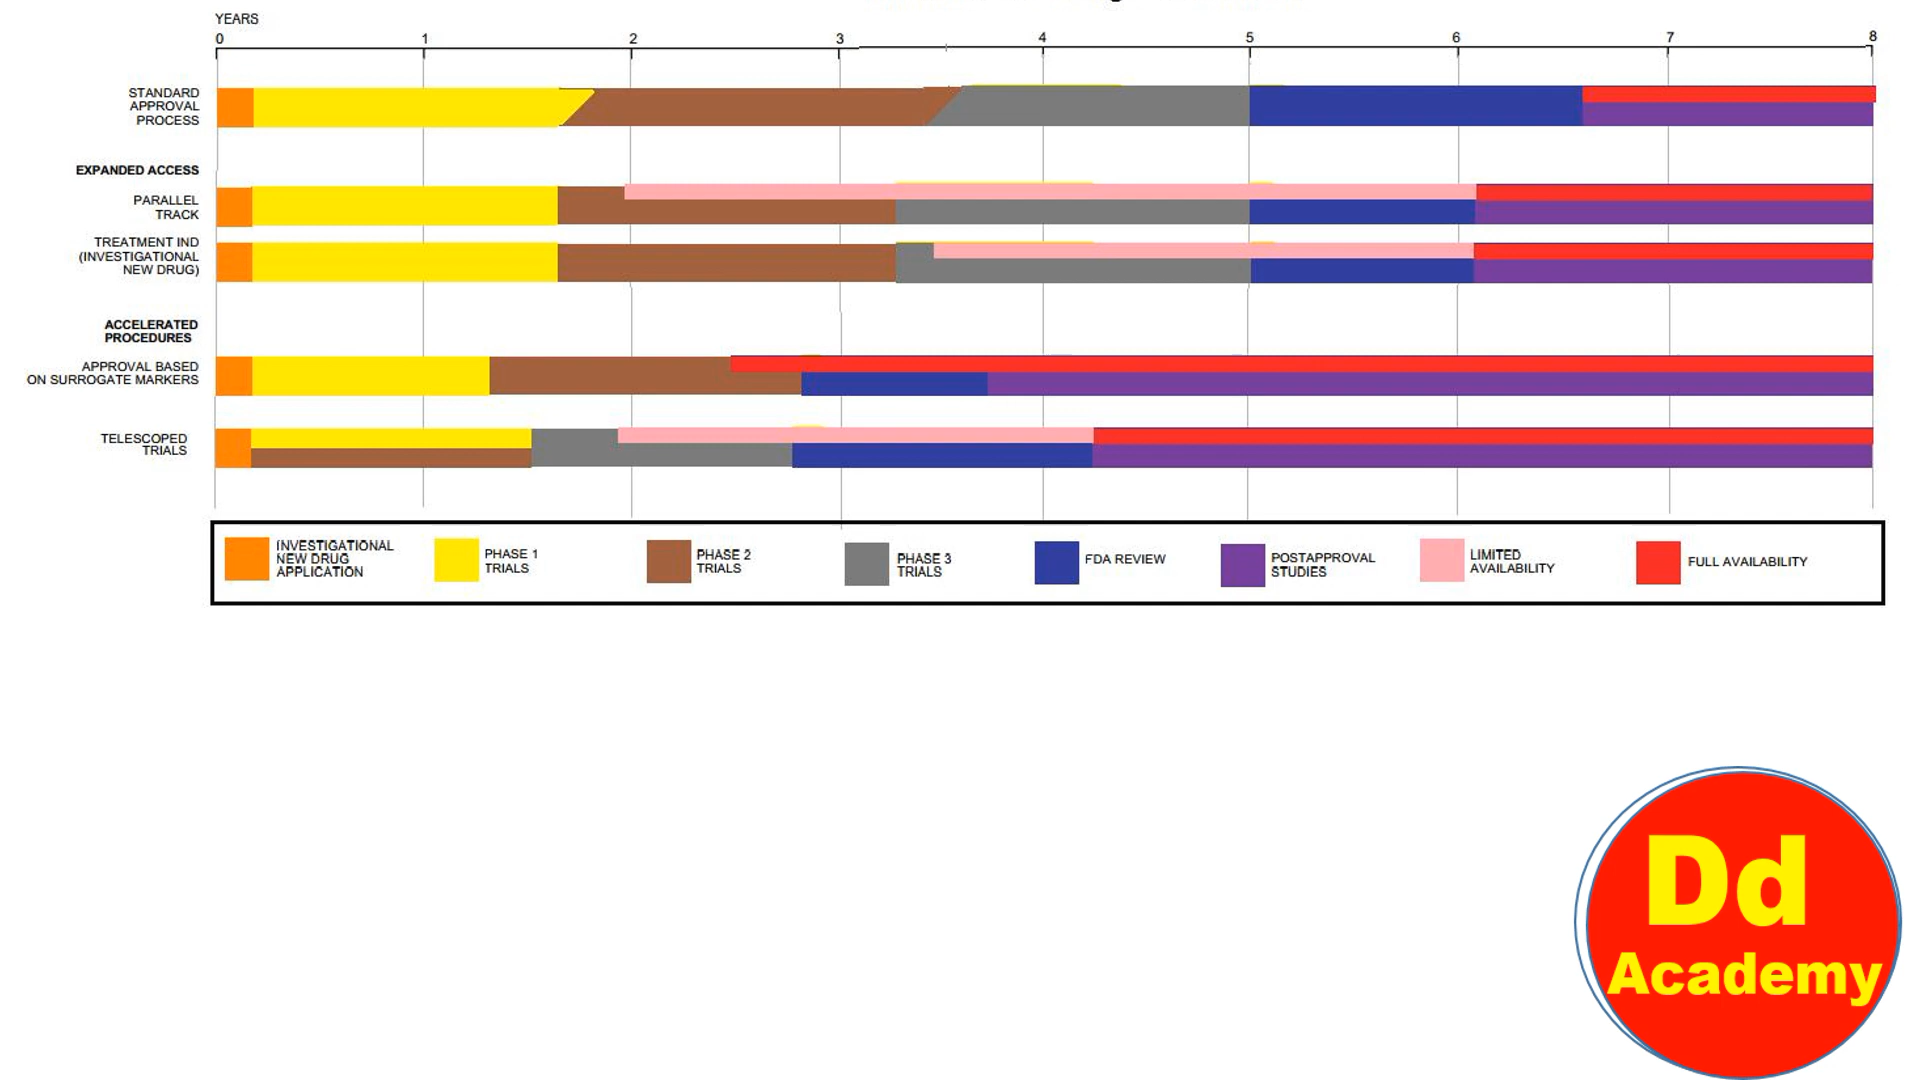 YEARS
0 1 2 3 4 5 6 7 8
STANDARD
APPROVAL
PROCESS
EXPANDED ACCESS
PARALLEL
TRACK
TREATMENT IND
(INVESTIGATIONAL
NEW DRUG)
ACCELERATED
PROCEDURES
APPROVAL BASED
ON SURROGATE MARKERS
TELESCOPED
TRIALS
INVESTIGATIONAL
NEW DRUG
APPLICATION
PHASE 1
TRIALS
PHASE 2
TRIALS
PHASE 3
TRIALS
FDA REVIEW
POSTAPPROVAL
STUDIES
LIMITED
AVAILABILITY
FULL AVAILABILITY
Dd
Academy